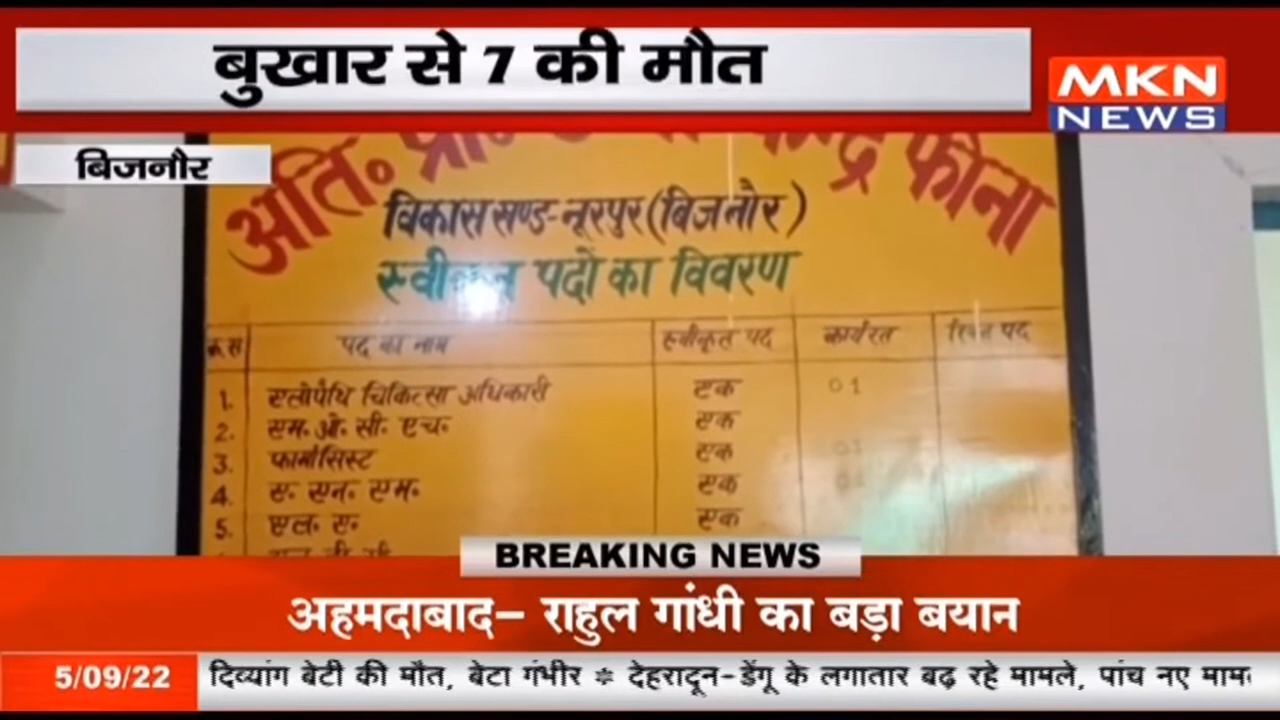 बुखार से 7 की मौत
MKN
NEWS
बिजनौर
अति॰ फीना
विकास खण्ड-नूरपुर (बिजनौर)
स्वीकृत पदों का विवरण
क्र.स पद का नाम स्वीकृत पद कार्यरत रिक्त पद
1. एलोपैथि चिकित्सा अधिकारी एक 01
2. एम॰ ओ॰ सी॰ एच॰ एक
3. फार्मासिस्ट एक 01
4. ए॰ एन॰ एम॰ एक
5. एल॰ ए॰ एक
BREAKING NEWS
अहमदाबाद- राहुल गांधी का बड़ा बयान
5/09/22 दिव्यांग बेटी की मौत, बेटा गंभीर * देहरादून-डेंगू के लगातार बढ़ रहे मामले, पांच नए